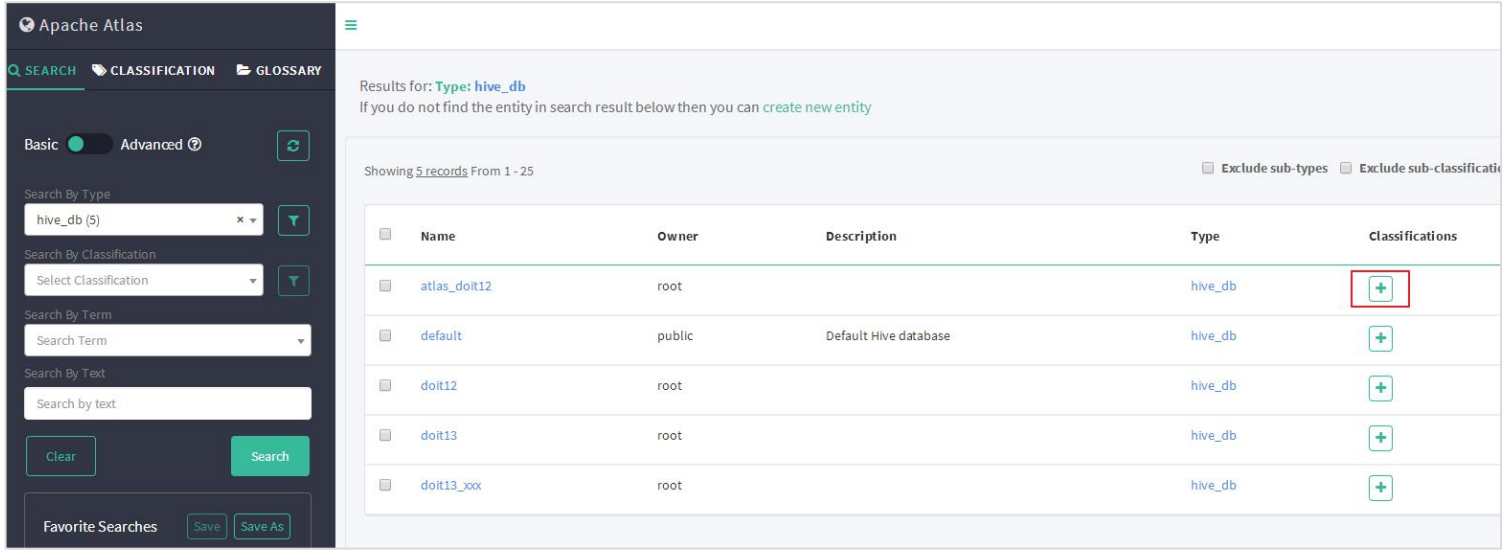 Apache Atlas
SEARCH CLASSIFICATION GLOSSARY
Basic Advanced
Search By Type
hive_db (5) ×
Search By Classification
Select Classification
Search By Term
Search Term
Search By Text
Search by text
Clear Search
Favorite Searches Save Save As
Results for: Type: hive_db
If you do not find the entity in search result below then you can create new entity
Showing 5 records From 1 - 25
Exclude sub-types Exclude sub-classificatio
Name Owner Description Type Classifications
atlas_doit12 root hive_db
default public Default Hive database hive_db
doit12 root hive_db
doit13 root hive_db
doit13_xxx root hive_db